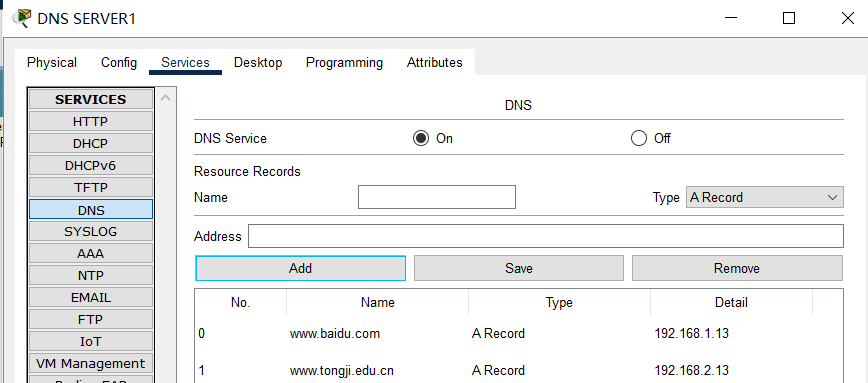 DNS SERVER1
Physical Config Services Desktop Programming Attributes
SERVICES
HTTP
DHCP
DHCPv6
TFTP
DNS
SYSLOG
AAA
NTP
EMAIL
FTP
IoT
VM Management
DNS
DNS Service On Off
Resource Records
Name Type A Record
Address
Add Save Remove
No. Name Type Detail
0 www.baidu.com A Record 192.168.1.13
1 www.tongji.edu.cn A Record 192.168.2.13